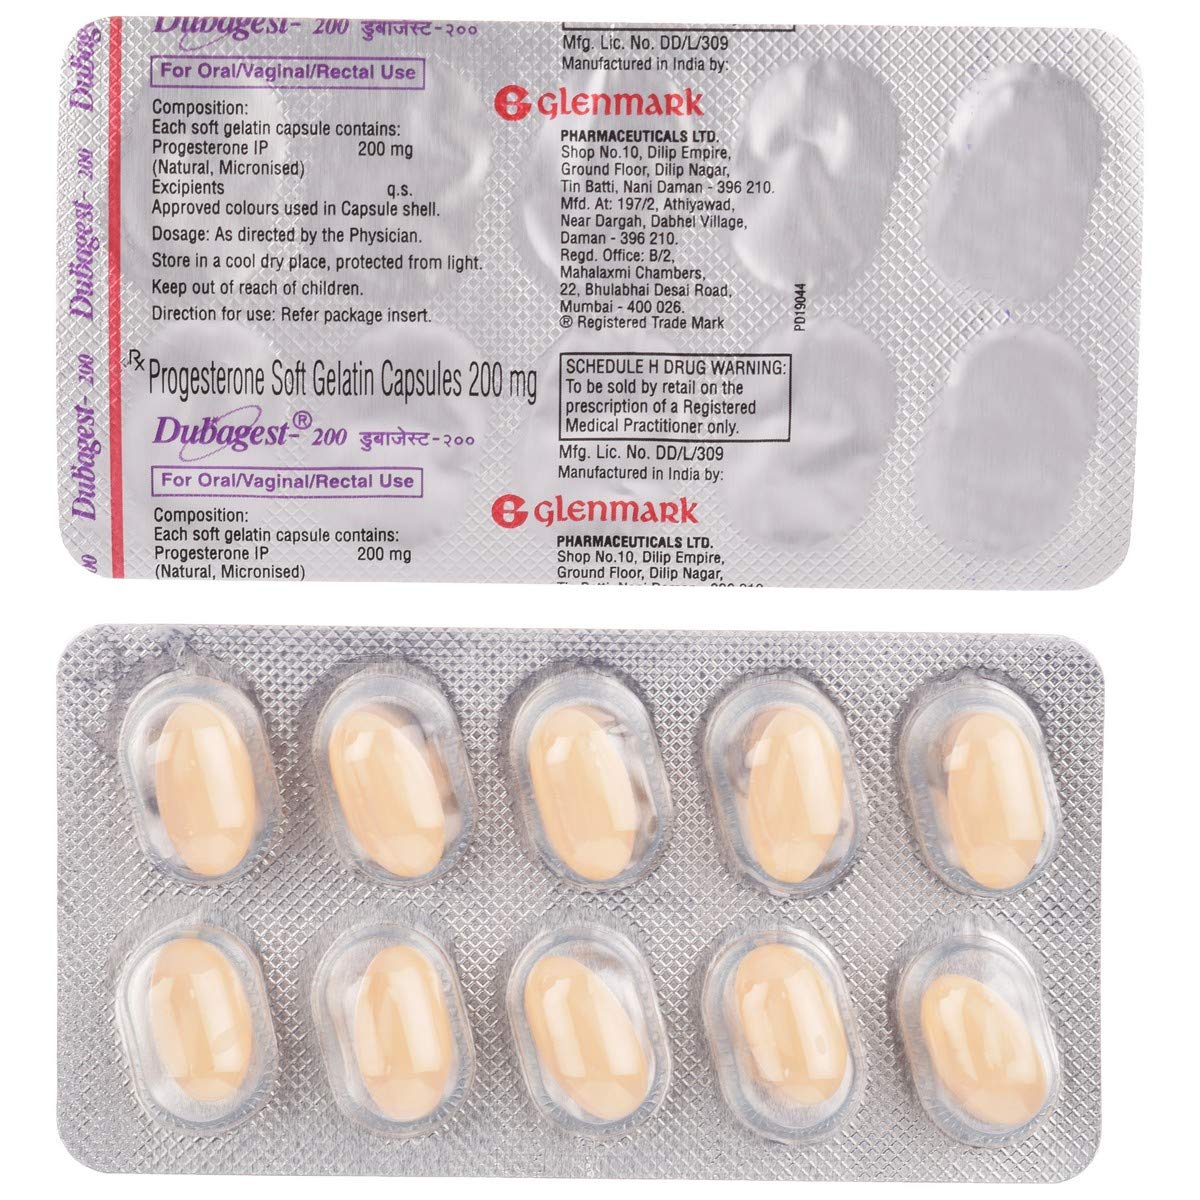 Dubagest- 200 डुबाजेस्ट-२००
For Oral/Vaginal/Rectal Use
Composition:
Each soft gelatin capsule contains:
Progesterone IP 200 mg
(Natural, Micronised)
Excipients q.s.
Approved colours used in Capsule shell.
Dosage: As directed by the Physician.
Store in a cool dry place, protected from light.
Keep out of reach of children.
Direction for use: Refer package insert.
Rx Progesterone Soft Gelatin Capsules 200 mg
Dubagest-® 200 डुबाजेस्ट-२००
For Oral/Vaginal/Rectal Use
Composition:
Each soft gelatin capsule contains:
Progesterone IP 200 mg
(Natural, Micronised)
Mfg. Lic. No. DD/L/309
Manufactured in India by:
G GLENMARK
PHARMACEUTICALS LTD.
Shop No.10, Dilip Empire,
Ground Floor, Dilip Nagar,
Tin Batti, Nani Daman - 396 210.
Mfd. At: 197/2, Athiyawad,
Near Dargah, Dabhel Village,
Daman - 396 210.
Regd. Office: B/2,
Mahalaxmi Chambers,
22, Bhulabhai Desai Road,
Mumbai - 400 026.
® Registered Trade Mark
PD19044
SCHEDULE H DRUG WARNING:
To be sold by retail on the
prescription of a Registered
Medical Practitioner only.
Mfg. Lic. No. DD/L/309
Manufactured in India by:
G GLENMARK
PHARMACEUTICALS LTD.
Shop No.10, Dilip Empire,
Ground Floor, Dilip Nagar,
Dubag
Dubagest- 200
Dubagest- 200
00